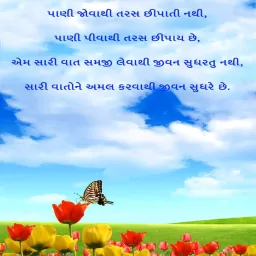 પાણી જોવાથી તરસ છીપાતી નથી,
પાણી પીવાથી તરસ છીપાય છે,
એમ સારી વાત સમજી લેવાથી જીવન સુધરતુ નથી,
સારી વાતોને અમલ કરવાથી જીવન સુધરે છે.